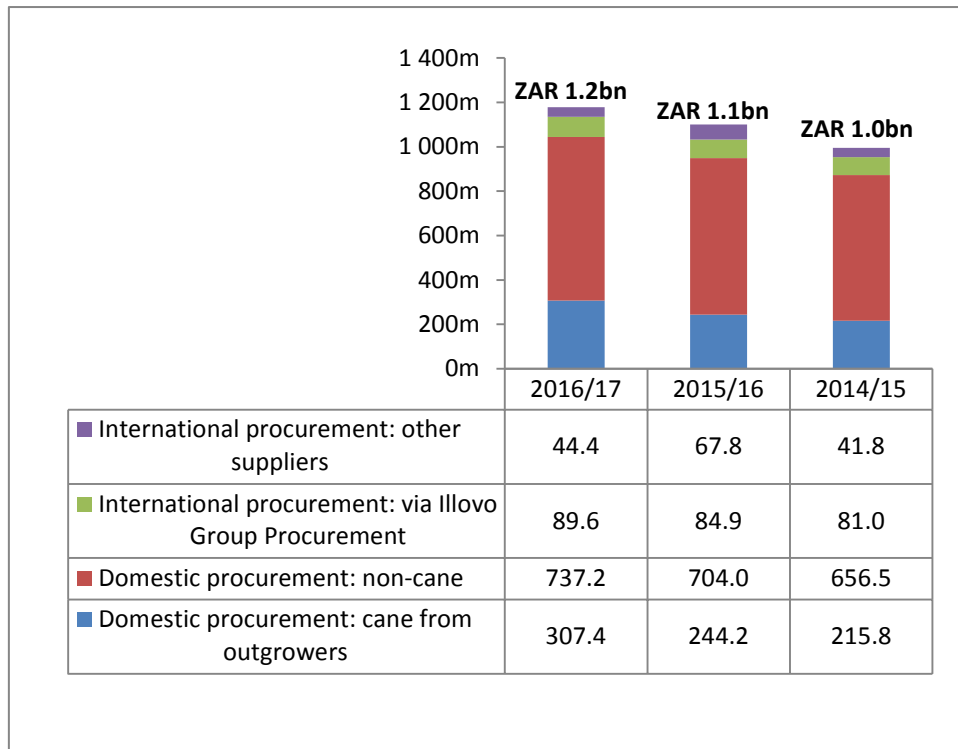 1 400m
1 200m
1 000m
800m
600m
400m
200m
0m
ZAR 1.2bn
ZAR 1.1bn
ZAR 1.0bn
2016/17 2015/16 2014/15
International procurement: other
suppliers
44.4 67.8 41.8
International procurement: via Illovo
Group Procurement
89.6 84.9 81.0
Domestic procurement: non-cane 737.2 704.0 656.5
Domestic procurement: cane from
outgrowers
307.4 244.2 215.8